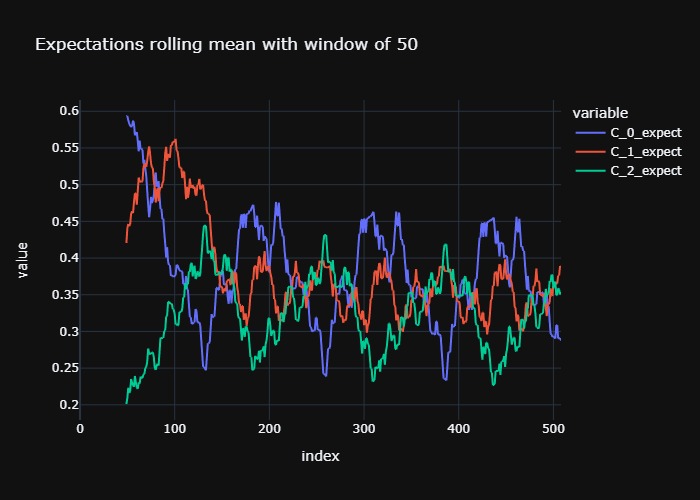 Expectations rolling mean with window of 50
variable
C_0_expect
C_1_expect
C_2_expect
value
0.6
0.55
0.5
0.45
0.4
0.35
0.3
0.25
0.2
0 100 200 300 400 500
index